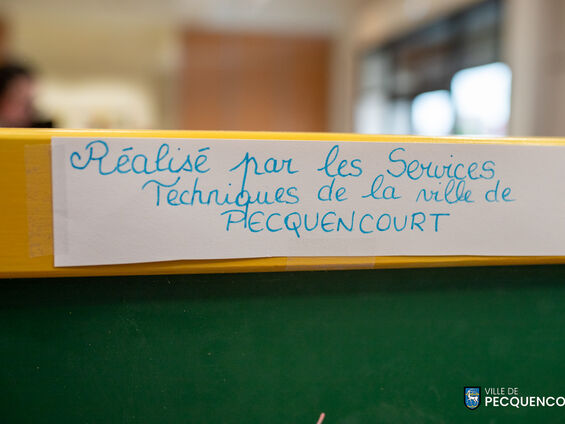 Réalisé par les Services
Techniques de la ville de
PECQUENCOURT
VILLE DE
PECQUENCO